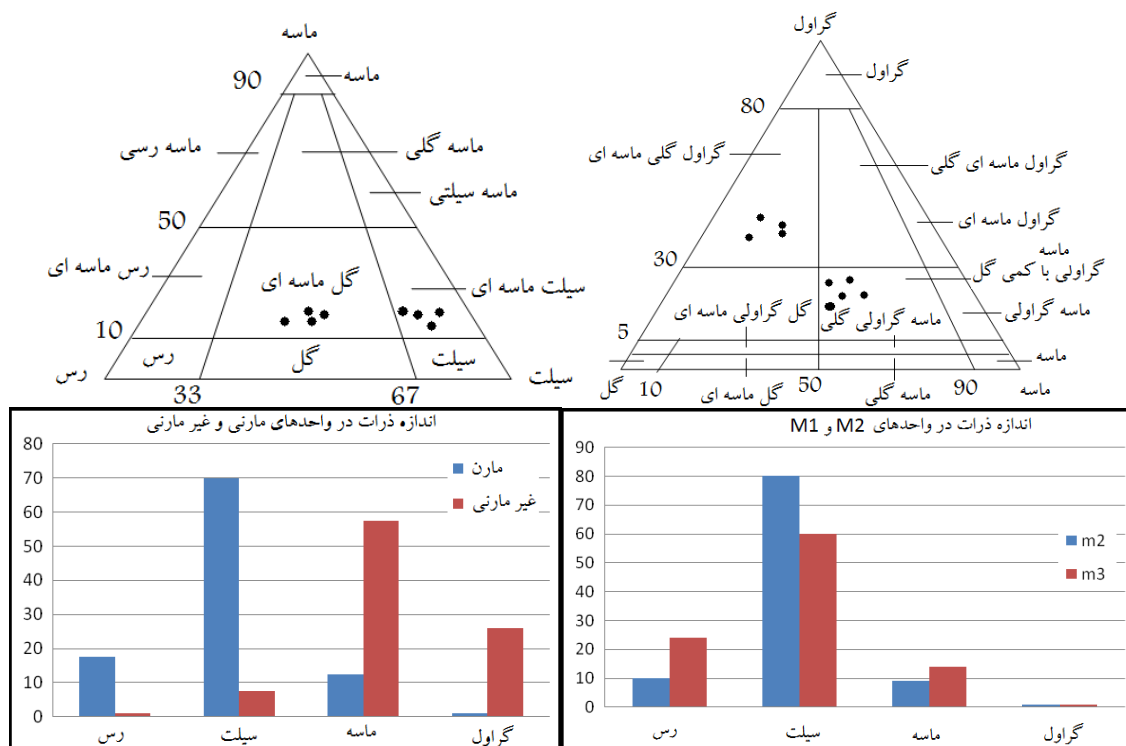 ماسه
90
ماسه
ماسه رسی
ماسه گلی
ماسه سیلتی
50
رس ماسه ای
گل ماسه ای
سیلت ماسه ای
10
رس
گل
سیلت
رس
33
67
سیلت
گراول
گراول
80
گراول گلی ماسه ای
گراول ماسه ای گلی
گراول ماسه ای
30
ماسه
گراولی با کمی گل
گل گراولی ماسه ای
ماسه گراولی گلی
ماسه گراولی
5
ماسه
گل
10
گل ماسه ای
50
ماسه گلی
90
ماسه
اندازه ذرات در واحدهای مارنی و غیر مارنی
80
70
60
50
40
30
20
10
0
مارن
غیر مارنی
رس
سیلت
ماسه
گراول
اندازه ذرات در واحدهای M2 و M1
90
80
70
60
50
40
30
20
10
0
m2
m3
رس
سیلت
ماسه
گراول